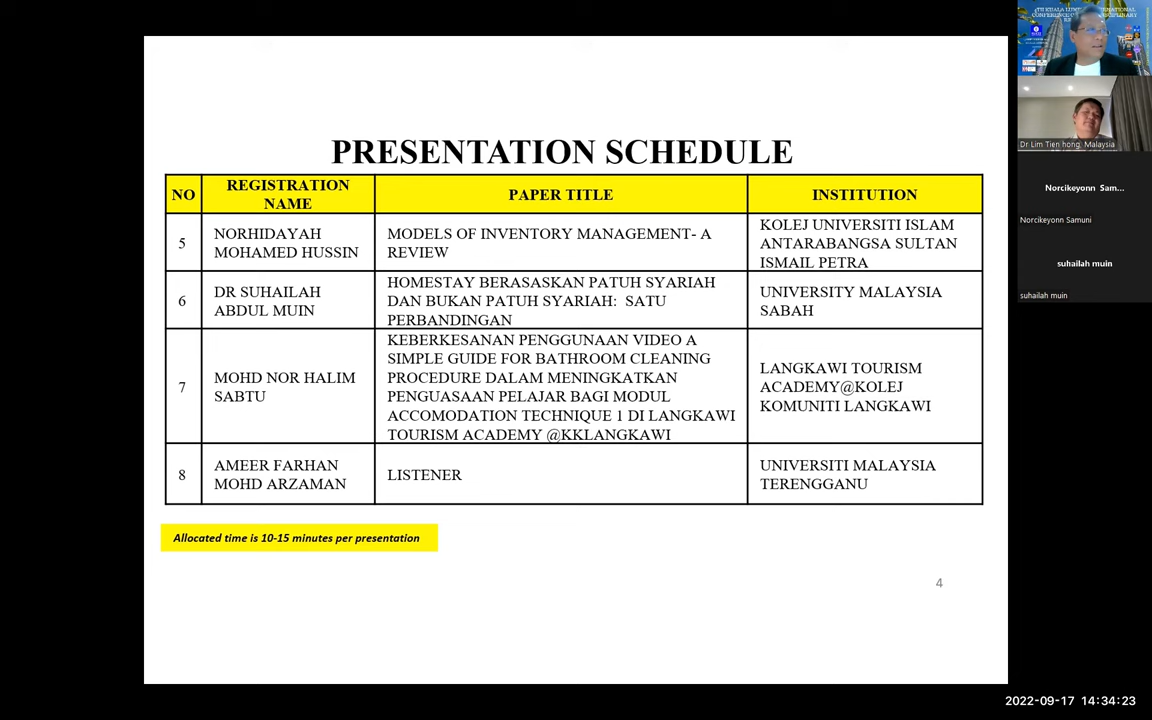 PRESENTATION SCHEDULE
NO
REGISTRATION
NAME
PAPER TITLE
INSTITUTION
5
NORHIDAYAH
MOHAMED HUSSIN
MODELS OF INVENTORY MANAGEMENT- A
REVIEW
KOLEJ UNIVERSITI ISLAM
ANTARABANGSA SULTAN
ISMAIL PETRA
6
DR SUHAILAH
ABDUL MUIN
HOMESTAY BERASASKAN PATUH SYARIAH
DAN BUKAN PATUH SYARIAH: SATU
PERBANDINGAN
UNIVERSITY MALAYSIA
SABAH
7
MOHD NOR HALIM
SABTU
KEBERKESANAN PENGGUNAAN VIDEO A
SIMPLE GUIDE FOR BATHROOM CLEANING
PROCEDURE DALAM MENINGKATKAN
PENGUASAAN PELAJAR BAGI MODUL
ACCOMODATION TECHNIQUE 1 DI LANGKAWI
TOURISM ACADEMY @KKLANGKAWI
LANGKAWI TOURISM
ACADEMY@KOLEJ
KOMUNITI LANGKAWI
8
AMEER FARHAN
MOHD ARZAMAN
LISTENER
UNIVERSITI MALAYSIA
TERENGGANU
Allocated time is 10-15 minutes per presentation
4
Dr Lim Tien hong, Malaysia
Norcikeyonn Sam...
Norcikeyonn Samuni
suhailah muin
suhailah muin
2022-09-17 14:34:23